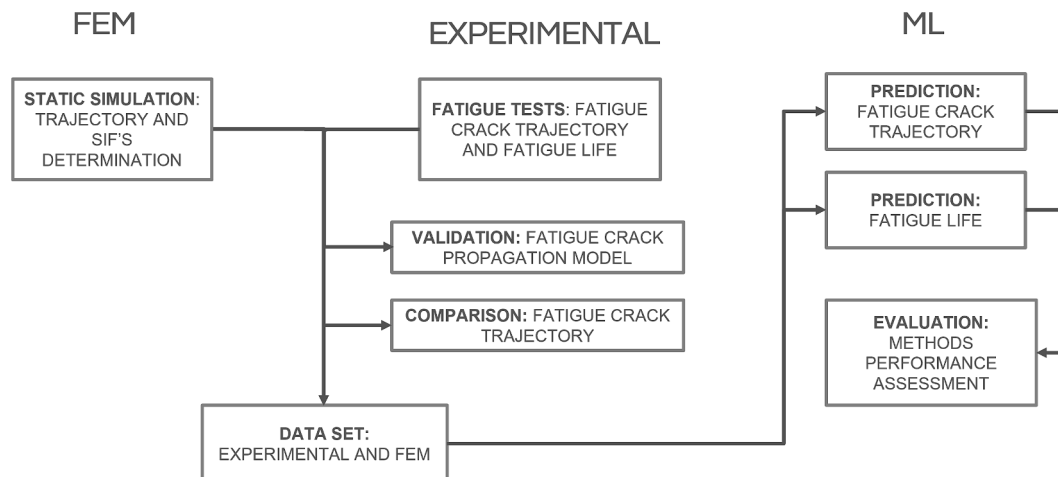 FEM
EXPERIMENTAL
ML
STATIC SIMULATION:
TRAJECTORY AND
SIF'S
DETERMINATION
FATIGUE TESTS: FATIGUE
CRACK TRAJECTORY
AND FATIGUE LIFE
VALIDATION: FATIGUE CRACK
PROPAGATION MODEL
COMPARISON: FATIGUE CRACK
TRAJECTORY
DATA SET:
EXPERIMENTAL AND FEM
PREDICTION:
FATIGUE CRACK
TRAJECTORY
PREDICTION:
FATIGUE LIFE
EVALUATION:
METHODS
PERFORMANCE
ASSESSMENT